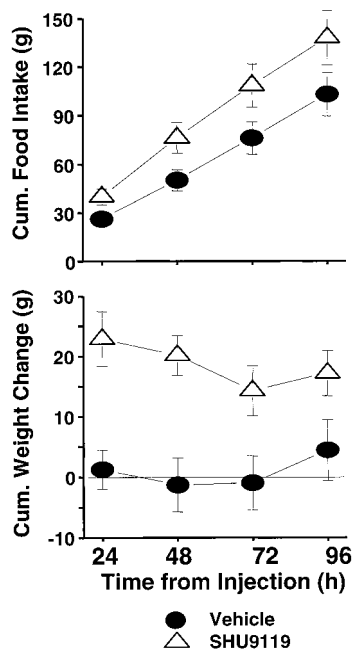 Cum. Food Intake (g)
150
120
90
60
30
0
Cum. Weight Change (g)
30
20
10
0
-10
24 48 72 96
Time from Injection (h)
Vehicle
SHU9119